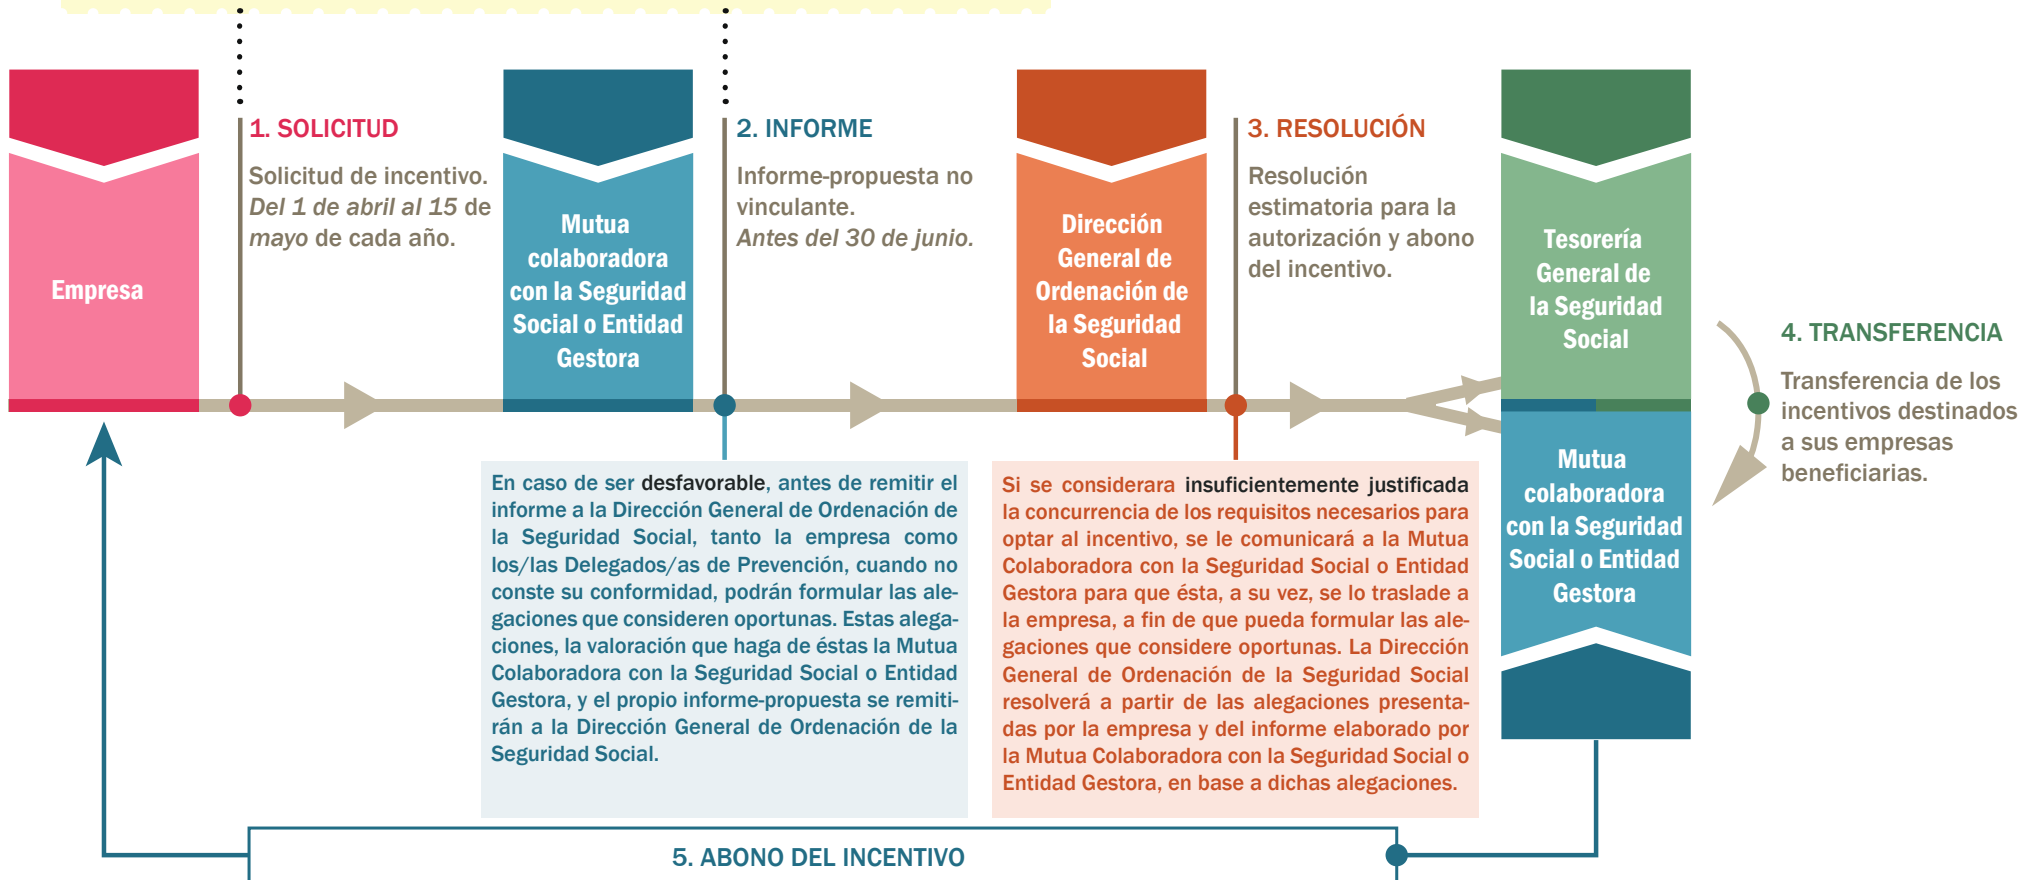 Empresa
1. SOLICITUD
Solicitud de incentivo.
Del 1 de abril al 15 de
mayo de cada año.
Mutua
colaboradora
con la Seguridad
Social o Entidad
Gestora
2. INFORME
Informe-propuesta no
vinculante.
Antes del 30 de junio.
Dirección
General de
Ordenación de
la Seguridad
Social
3. RESOLUCIÓN
Resolución
estimatoria para la
autorización y abono
del incentivo.
Tesorería
General de
la Seguridad
Social
4. TRANSFERENCIA
Transferencia de los
incentivos destinados
a sus empresas
beneficiarias.
Mutua
colaboradora
con la Seguridad
Social o Entidad
Gestora
En caso de ser desfavorable, antes de remitir el
informe a la Dirección General de Ordenación de
la Seguridad Social, tanto la empresa como
los/las Delegados/as de Prevención, cuando no
conste su conformidad, podrán formular las ale-
gaciones que consideren oportunas. Estas alega-
ciones, la valoración que haga de éstas la Mutua
Colaboradora con la Seguridad Social o Entidad
Gestora, y el propio informe-propuesta se remiti-
rán a la Dirección General de Ordenación de la
Seguridad Social.
Si se considerara insuficientemente justificada
la concurrencia de los requisitos necesarios para
optar al incentivo, se le comunicará a la Mutua
Colaboradora con la Seguridad Social o Entidad
Gestora para que ésta, a su vez, se lo traslade a
la empresa, a fin de que pueda formular las ale-
gaciones que considere oportunas. La Dirección
General de Ordenación de la Seguridad Social
resolverá a partir de las alegaciones presenta-
das por la empresa y del informe elaborado por
la Mutua Colaboradora con la Seguridad Social o
Entidad Gestora, en base a dichas alegaciones.
5. ABONO DEL INCENTIVO